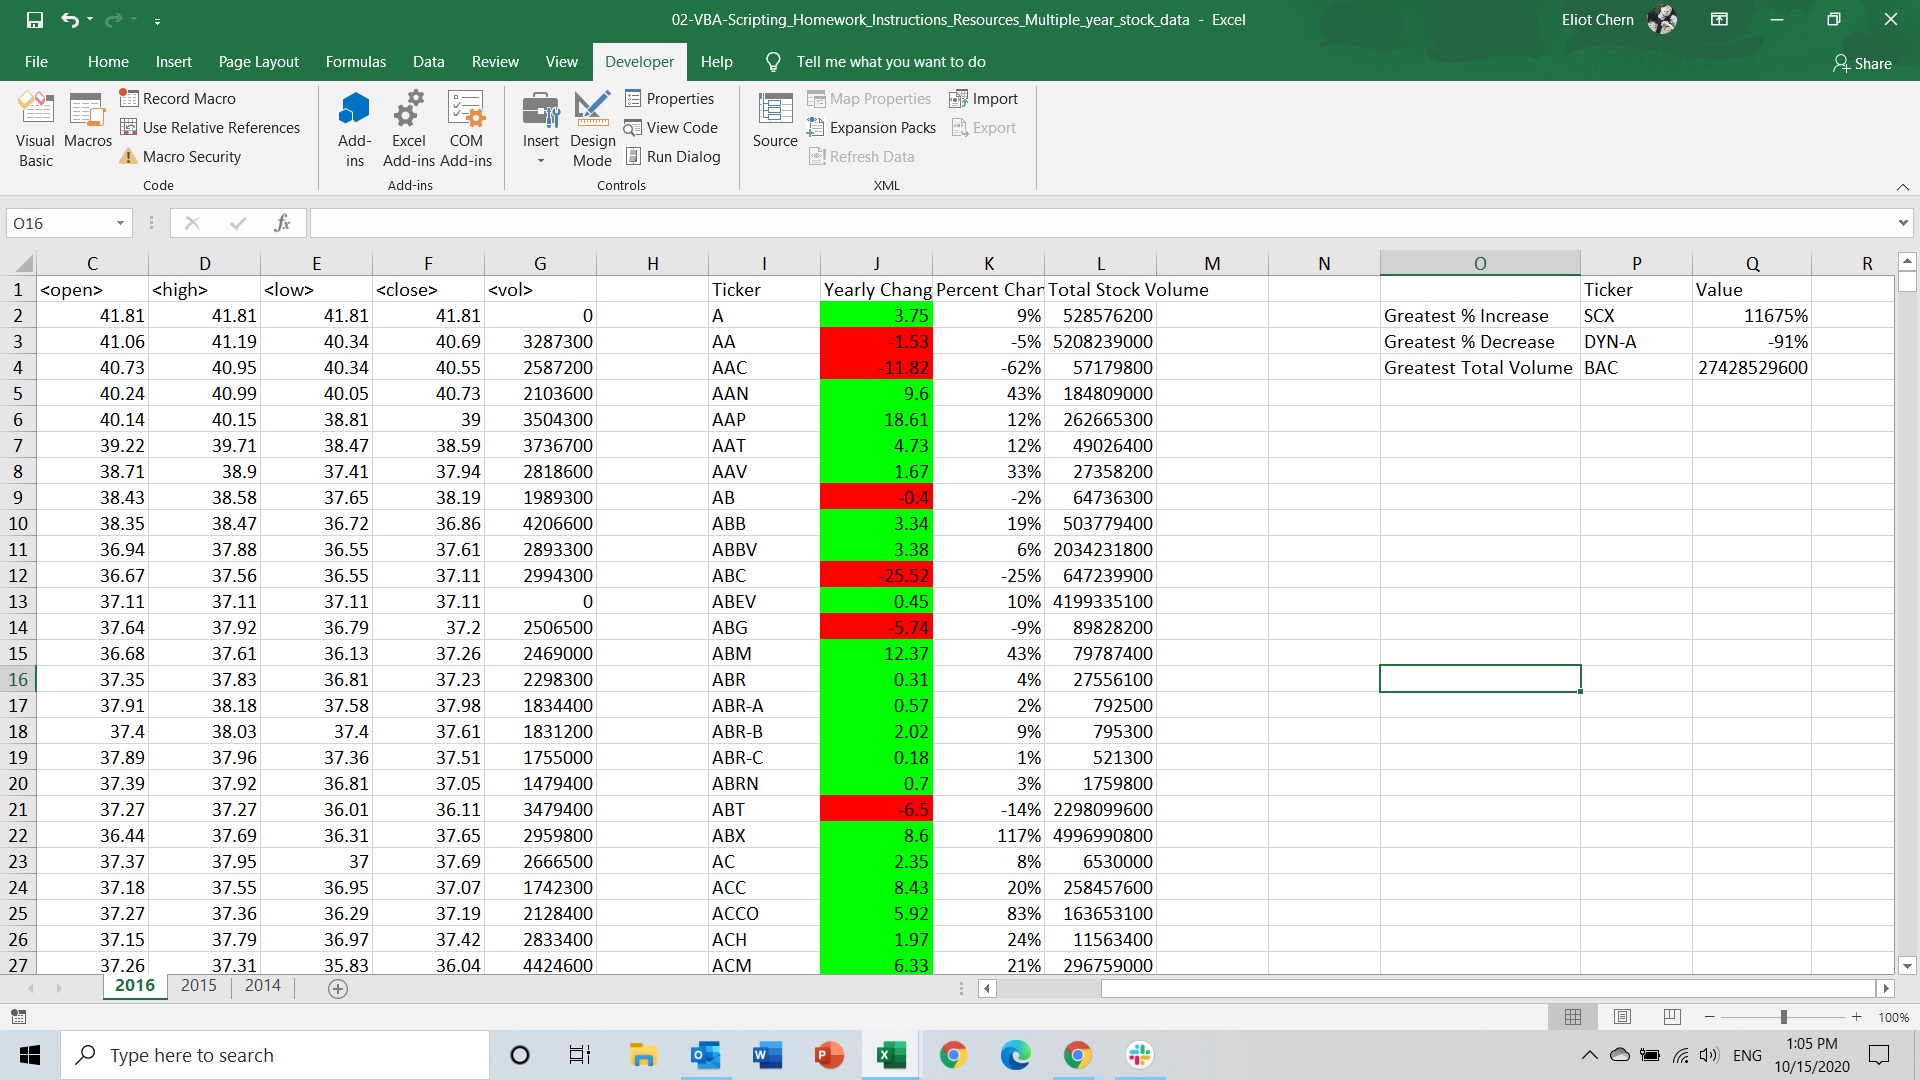 02-VBA-Scripting_Homework_Instructions_Resources_Multiple_year_stock_data - Excel
Eliot Chern
File Home Insert Page Layout Formulas Data Review View Developer Help Tell me what you want to do Share
Visual Basic
Macros
Record Macro
Use Relative References
Macro Security
Code
Add-ins
Excel Add-ins
COM Add-ins
Add-ins
Insert
Design Mode
Properties
View Code
Run Dialog
Controls
Source
Map Properties
Expansion Packs
Refresh Data
Import
Export
XML
O16
fx
C D E F G H I J K L M N O P Q R
1 <open> <high> <low> <close> <vol> Ticker Yearly Chang Percent Chan Total Stock Volume Ticker Value
2 41.81 41.81 41.81 41.81 0 A 3.75 9% 528576200 Greatest % Increase SCX 11675%
3 41.06 41.19 40.34 40.69 3287300 AA -1.53 -5% 5208239000 Greatest % Decrease DYN-A -91%
4 40.73 40.95 40.34 40.55 2587200 AAC -11.82 -62% 57179800 Greatest Total Volume BAC 27428529600
5 40.24 40.99 40.05 40.73 2103600 AAN 9.6 43% 184809000
6 40.14 40.15 38.81 39 3504300 AAP 18.61 12% 262665300
7 39.22 39.71 38.47 38.59 3736700 AAT 4.73 12% 49026400
8 38.71 38.9 37.41 37.94 2818600 AAV 1.67 33% 27358200
9 38.43 38.58 37.65 38.19 1989300 AB -0.4 -2% 64736300
10 38.35 38.47 36.72 36.86 4206600 ABB 3.34 19% 503779400
11 36.94 37.88 36.55 37.61 2893300 ABBV 3.38 6% 2034231800
12 36.67 37.56 36.55 37.11 2994300 ABC -25.52 -25% 647239900
13 37.11 37.11 37.11 37.11 0 ABEV 0.45 10% 4199335100
14 37.64 37.92 36.79 37.2 2506500 ABG -5.74 -9% 89828200
15 36.68 37.61 36.13 37.26 2469000 ABM 12.37 43% 79787400
16 37.35 37.83 36.81 37.23 2298300 ABR 0.31 4% 27556100
17 37.91 38.18 37.58 37.98 1834400 ABR-A 0.57 2% 792500
18 37.4 38.03 37.4 37.61 1831200 ABR-B 2.02 9% 795300
19 37.89 37.96 37.36 37.51 1755000 ABR-C 0.18 1% 521300
20 37.39 37.92 36.81 37.05 1479400 ABRN 0.7 3% 1759800
21 37.27 37.27 36.01 36.11 3479400 ABT -6.5 -14% 2298099600
22 36.44 37.69 36.31 37.65 2959800 ABX 8.6 117% 4996990800
23 37.37 37.95 37 37.69 2666500 AC 2.35 8% 6530000
24 37.18 37.55 36.95 37.07 1742300 ACC 8.43 20% 258457600
25 37.27 37.36 36.29 37.19 2128400 ACCO 5.92 83% 163653100
26 37.15 37.79 36.97 37.42 2833400 ACH 1.97 24% 11563400
27 37.26 37.31 35.83 36.04 4424600 ACM 6.33 21% 296759000
2016 2015 2014
100%
Type here to search
ENG
1:05 PM
10/15/2020